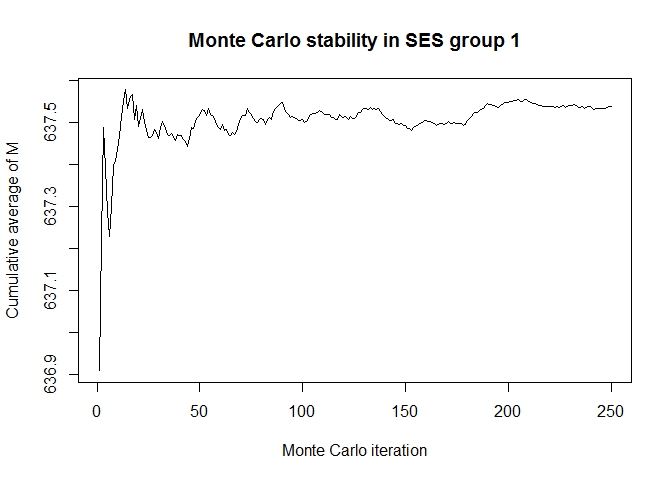 Monte Carlo stability in SES group 1
Cumulative average of M
637.5
637.3
637.1
636.9
0 50 100 150 200 250
Monte Carlo iteration